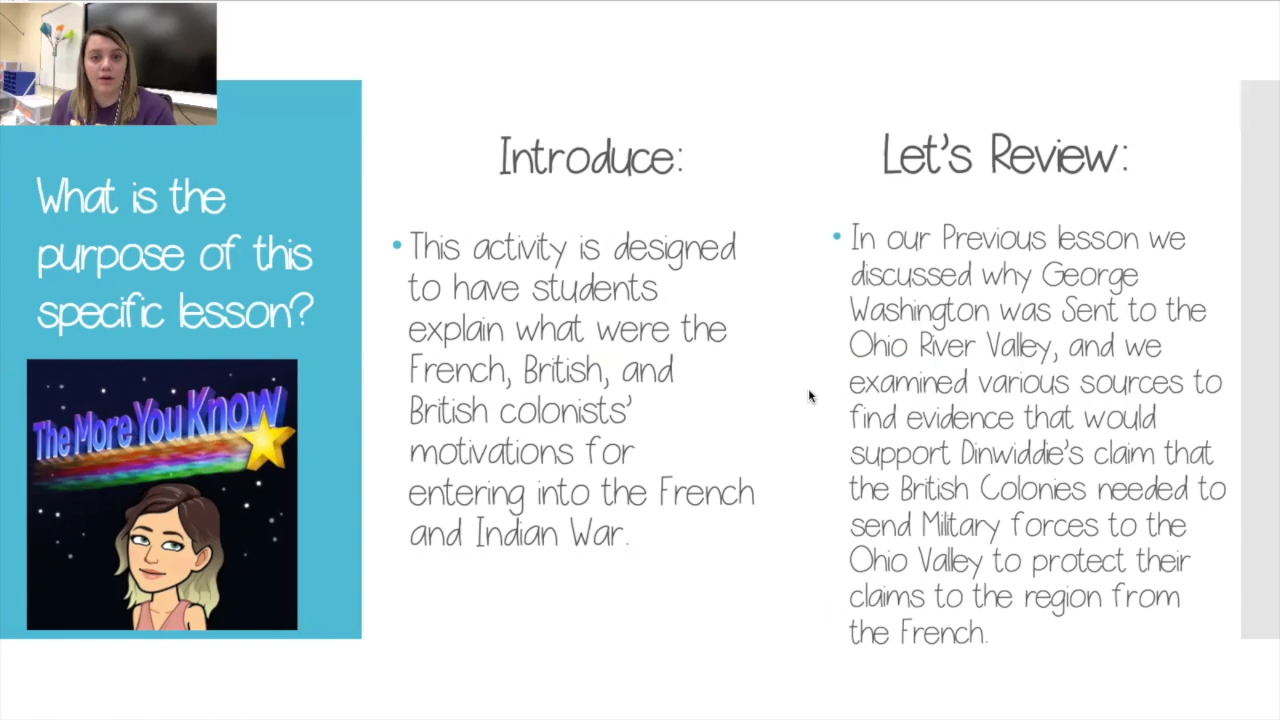 What is the
purpose of this
specific lesson?
The More You Know
Introduce:
• This activity is designed
to have students
explain what were the
French, British, and
British colonists'
motivations for
entering into the French
and Indian War.
Let's Review:
• In our Previous lesson we
discussed why George
Washington was Sent to the
Ohio River Valley, and we
examined various sources to
find evidence that would
support Dinwiddie's claim that
the British Colonies needed to
send Military forces to the
Ohio Valley to protect their
claims to the region from
the French.